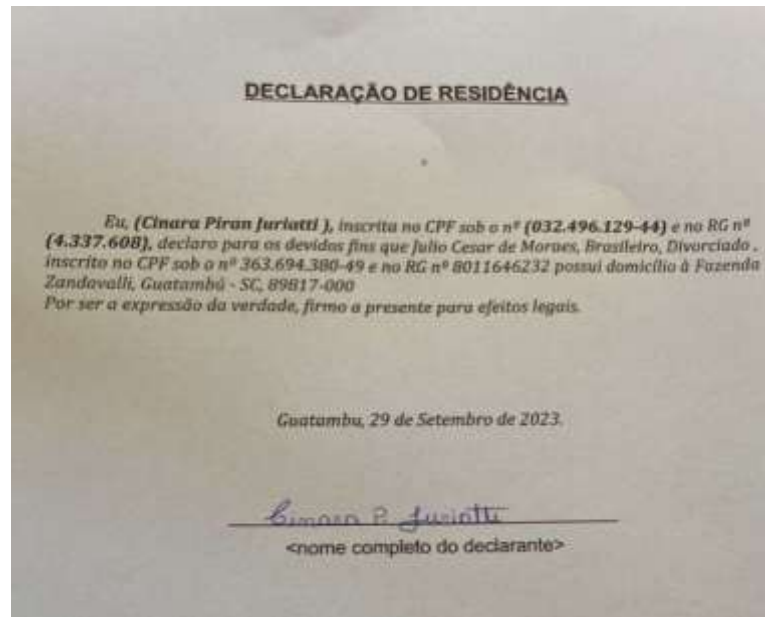 DECLARAÇÃO DE RESIDÊNCIA
Eu, (Cinara Piran Juriatti ), inscrita no CPF sob o nº (032.496.129-44) e no RG nº
(4.337.608), declaro para os devidos fins que Julio Cesar de Moraes, Brasileiro, Divorciado ,
inscrito no CPF sob o nº 363.694.380-49 e no RG nº 8011646232 possui domicílio à Fazenda
Zandavalli, Guatambú - SC, 89817-000
Por ser a expressão da verdade, firmo a presente para efeitos legais.
Guatambu, 29 de Setembro de 2023.
Cinara P. Juriatti
<nome completo do declarante>